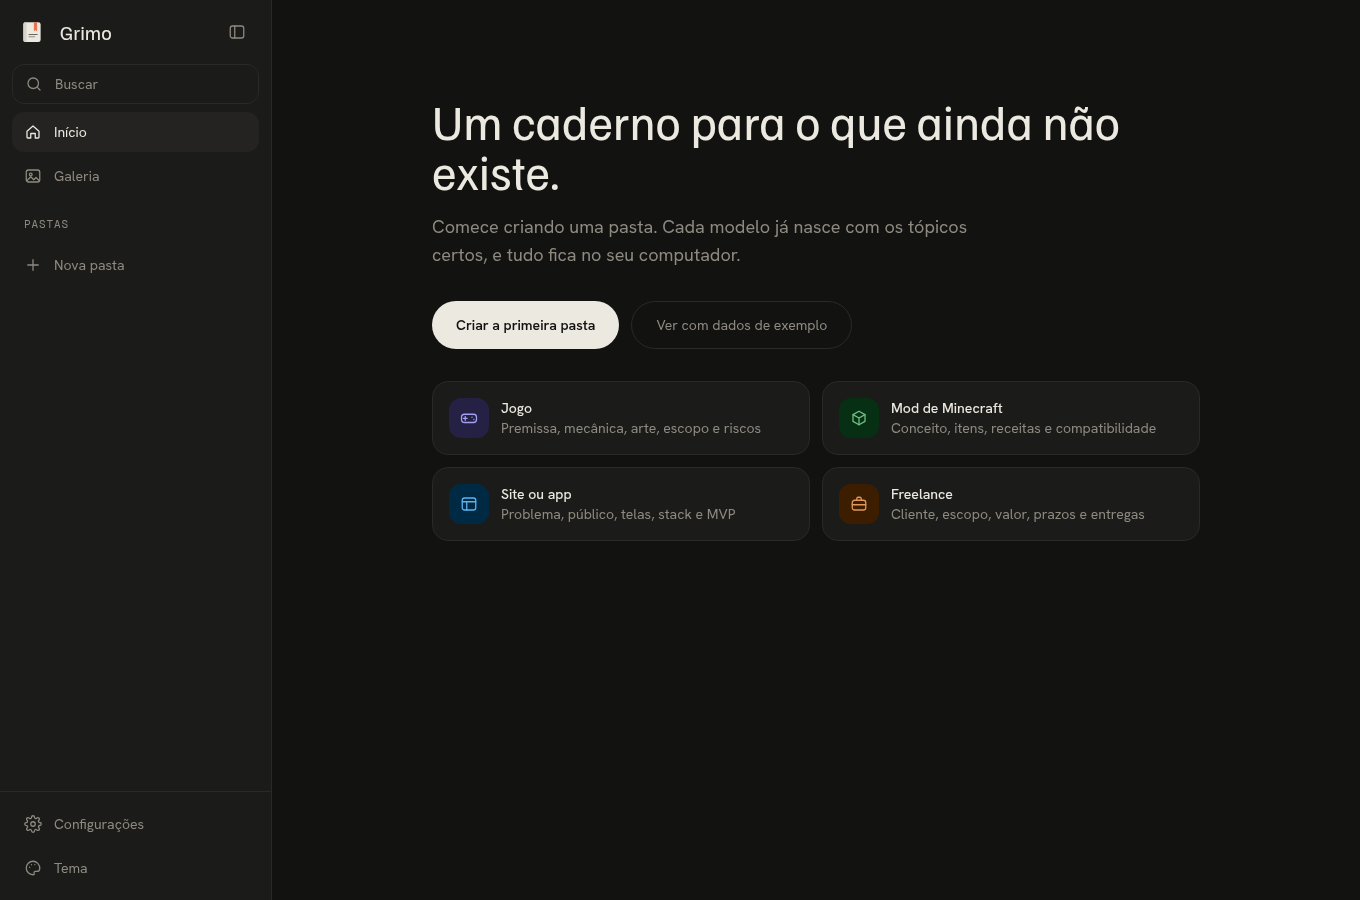 Grimo
Buscar
Início
Galeria
PASTAS
Nova pasta
Configurações
Tema
Um caderno para o que ainda não
existe.
Comece criando uma pasta. Cada modelo já nasce com os tópicos
certos, e tudo fica no seu computador.
Criar a primeira pasta
Ver com dados de exemplo
Jogo
Premissa, mecânica, arte, escopo e riscos
Mod de Minecraft
Conceito, itens, receitas e compatibilidade
Site ou app
Problema, público, telas, stack e MVP
Freelance
Cliente, escopo, valor, prazos e entregas